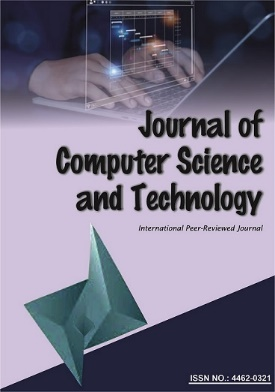 Journal of
Computer Science
and Technology
International Peer-Reviewed Journal
ISSN NO.: 4462-0321